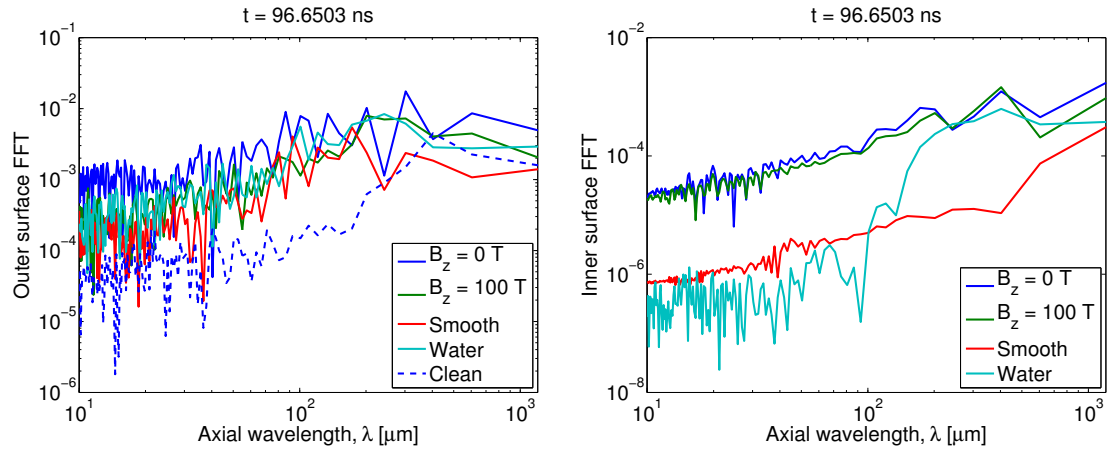 t = 96.6503 ns
10^-1
10^-2
10^-3
10^-4
10^-5
10^-6
Outer surface FFT
B_z = 0 T
B_z = 100 T
Smooth
Water
Clean
10^1
10^2
10^3
Axial wavelength, λ [μm]
t = 96.6503 ns
10^-2
10^-4
10^-6
10^-8
Inner surface FFT
B_z = 0 T
B_z = 100 T
Smooth
Water
10^1
10^2
10^3
Axial wavelength, λ [μm]